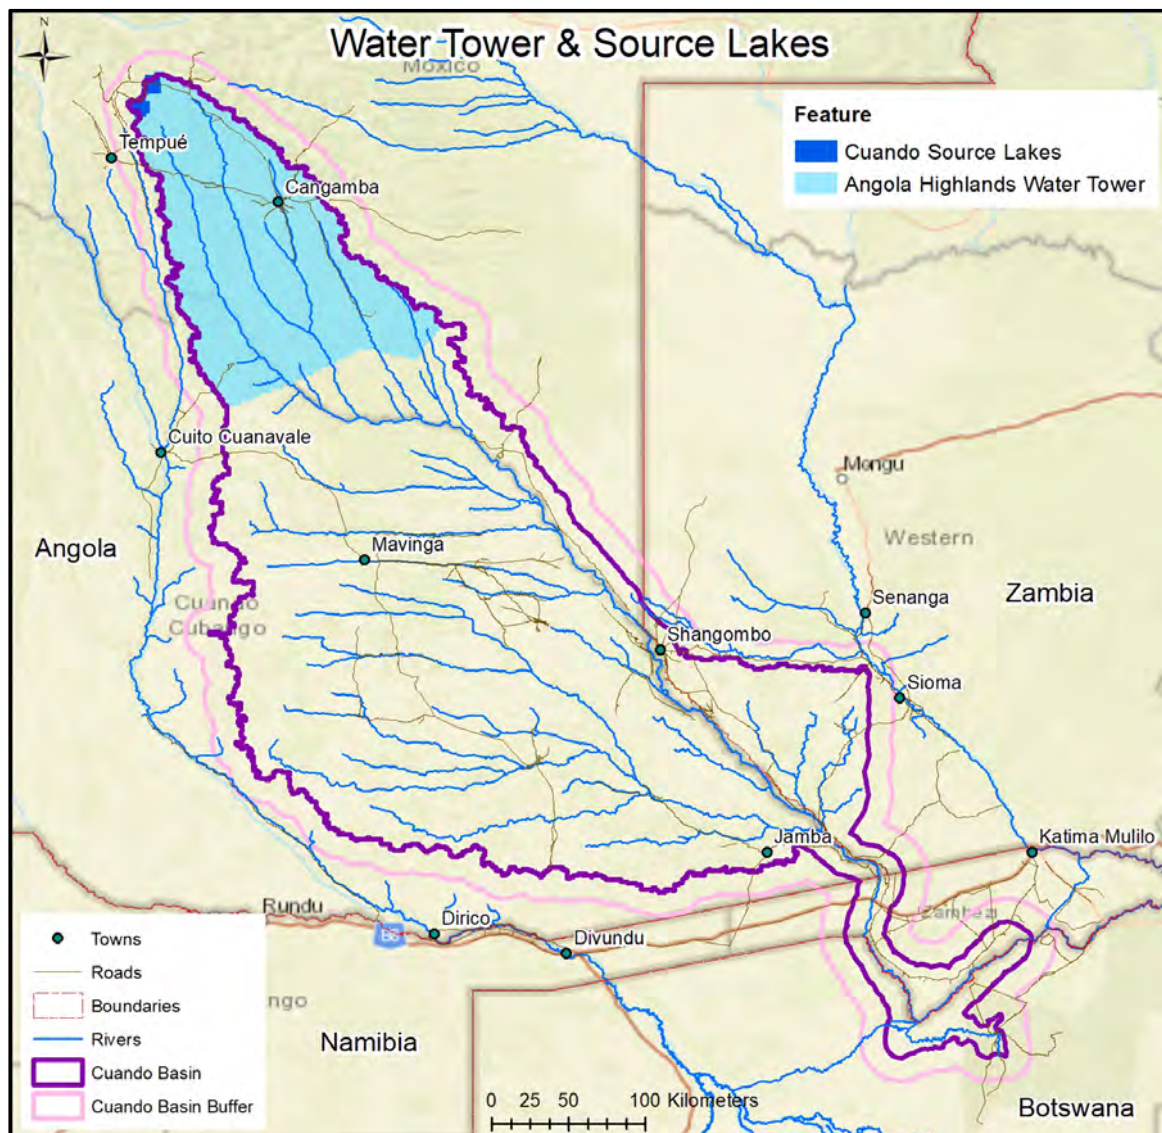 N
Water Tower & Source Lakes
Moxico
Feature
Cuando Source Lakes
Angola Highlands Water Tower
Tempué
Cangamba
Cuito Cuanavale
Mongu
Angola
Mavinga
Western
Cuando
Cubango
Senanga
Zambia
Shangombo
Sioma
Jamba
Katima Mulilo
Rundu
Dirico
Zambezi
Divundu
Towns
Roads
Boundaries
ngo
Rivers
Namibia
Cuando Basin
Cuando Basin Buffer
0 25 50 100 Kilometers
Botswana